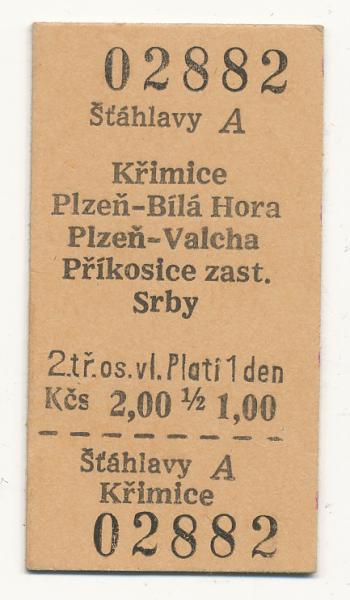 02882
Šťáhlavy A
Křimice
Plzeň-Bílá Hora
Plzeň-Valcha
Příkosice zast.
Srby
2.tř.os.vl.Platí 1 den
Kčs 2,00 ½ 1,00
Šťáhlavy A
Křimice
02882